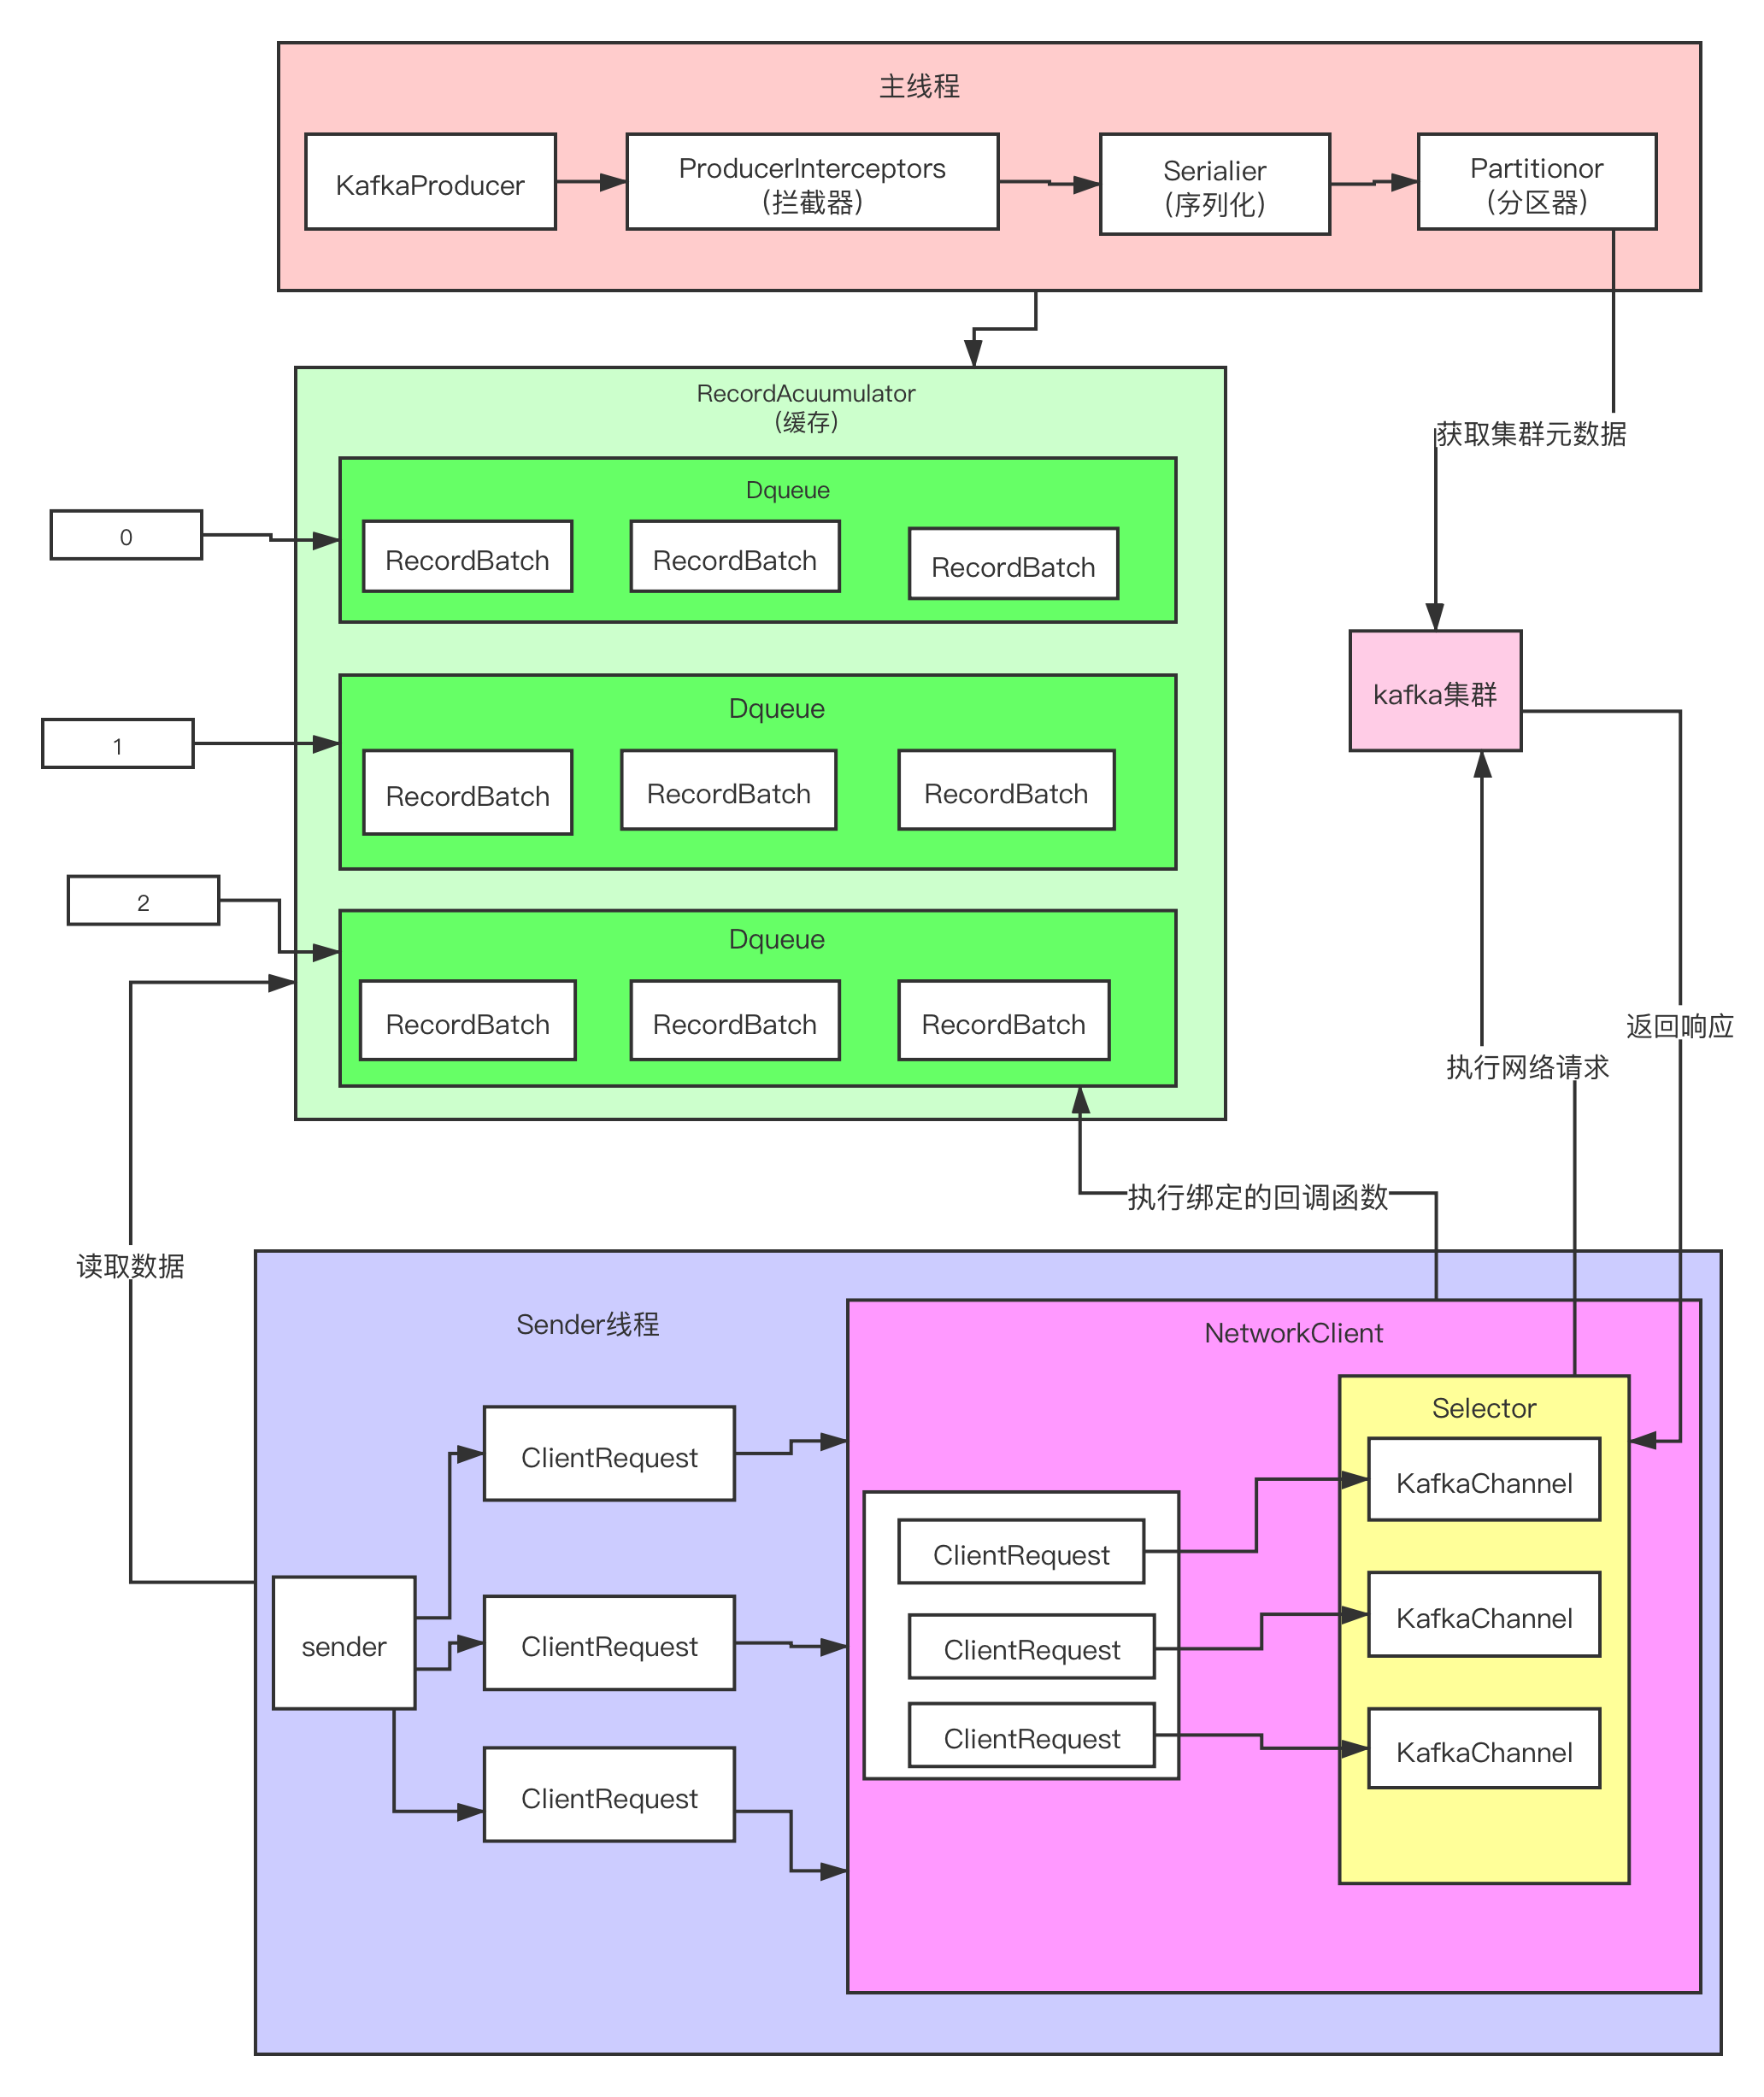 主线程
KafkaProducer
ProducerInterceptors
(拦截器)
Serialier
(序列化)
Partitionor
(分区器)
RecordAcuumulator
(缓存)
获取集群元数据
Dqueue
0
RecordBatch
RecordBatch
RecordBatch
kafka集群
Dqueue
1
RecordBatch
RecordBatch
RecordBatch
2
Dqueue
RecordBatch
RecordBatch
RecordBatch
返回响应
执行网络请求
执行绑定的回调函数
读取数据
Sender线程
NetworkClient
Selector
ClientRequest
KafkaChannel
ClientRequest
sender
ClientRequest
ClientRequest
KafkaChannel
ClientRequest
KafkaChannel
ClientRequest